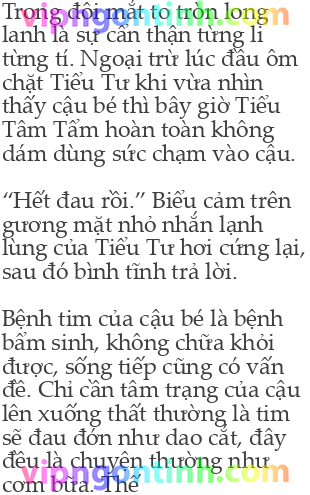 Trong đôi mắt to tròn long
lanh là sự cẩn thận từng li
từng tí. Ngoại trừ lúc đầu ôm
chặt Tiểu Tư khi vừa nhìn
thấy cậu bé thì bây giờ Tiểu
Tâm Tẩm hoàn toàn không
dám dùng sức chạm vào cậu.
“Hết đau rồi.” Biểu cảm trên
gương mặt nhỏ nhắn lạnh
lùng của Tiểu Tư hơi cứng lại,
sau đó bình tĩnh trả lời.
Bệnh tim của cậu bé là bệnh
bẩm sinh, không chữa khỏi
được, sống tiếp cũng có vấn
đề. Chỉ cần tâm trạng của cậu
lên xuống thất thường là tim
sẽ đau đớn như dao cắt, đây
đều là chuyện thường như
cơm bữa. Thế
vipngontinh.com
vipngontinh.com